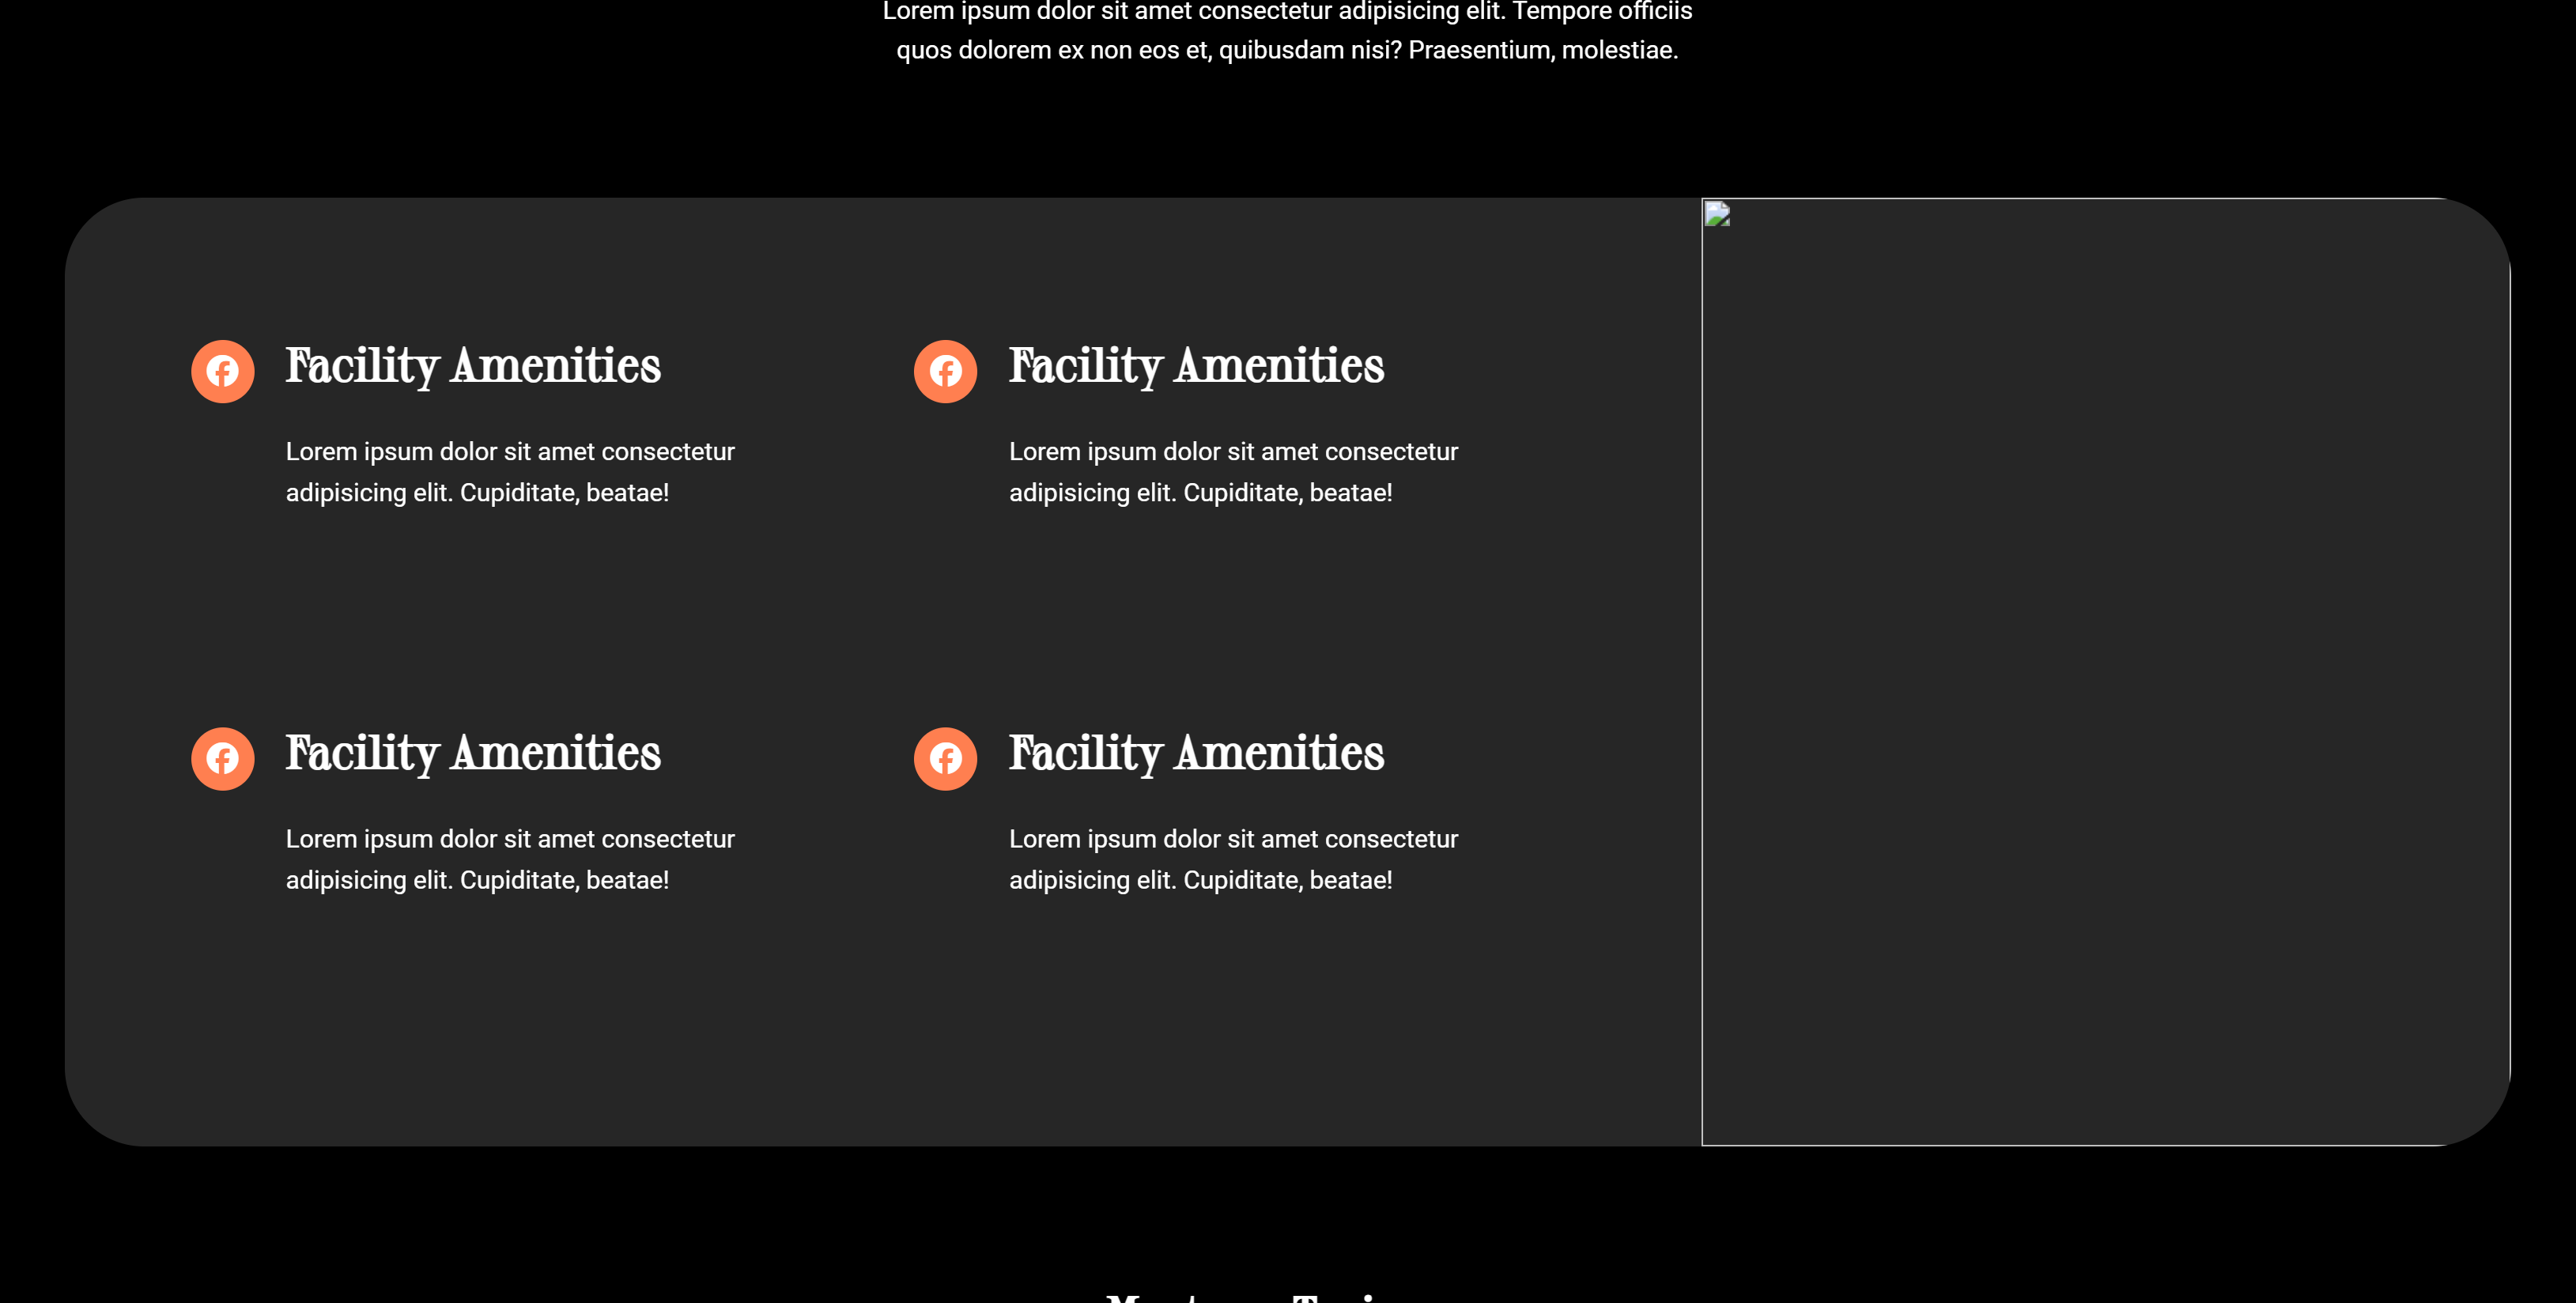 Lorem ipsum dolor sit amet consectetur adipisicing elit. Tempore officiis
quos dolorem ex non eos et, quibusdam nisi? Praesentium, molestiae.
Facility Amenities
Lorem ipsum dolor sit amet consectetur
adipisicing elit. Cupiditate, beatae!
Facility Amenities
Lorem ipsum dolor sit amet consectetur
adipisicing elit. Cupiditate, beatae!
Facility Amenities
Lorem ipsum dolor sit amet consectetur
adipisicing elit. Cupiditate, beatae!
Facility Amenities
Lorem ipsum dolor sit amet consectetur
adipisicing elit. Cupiditate, beatae!